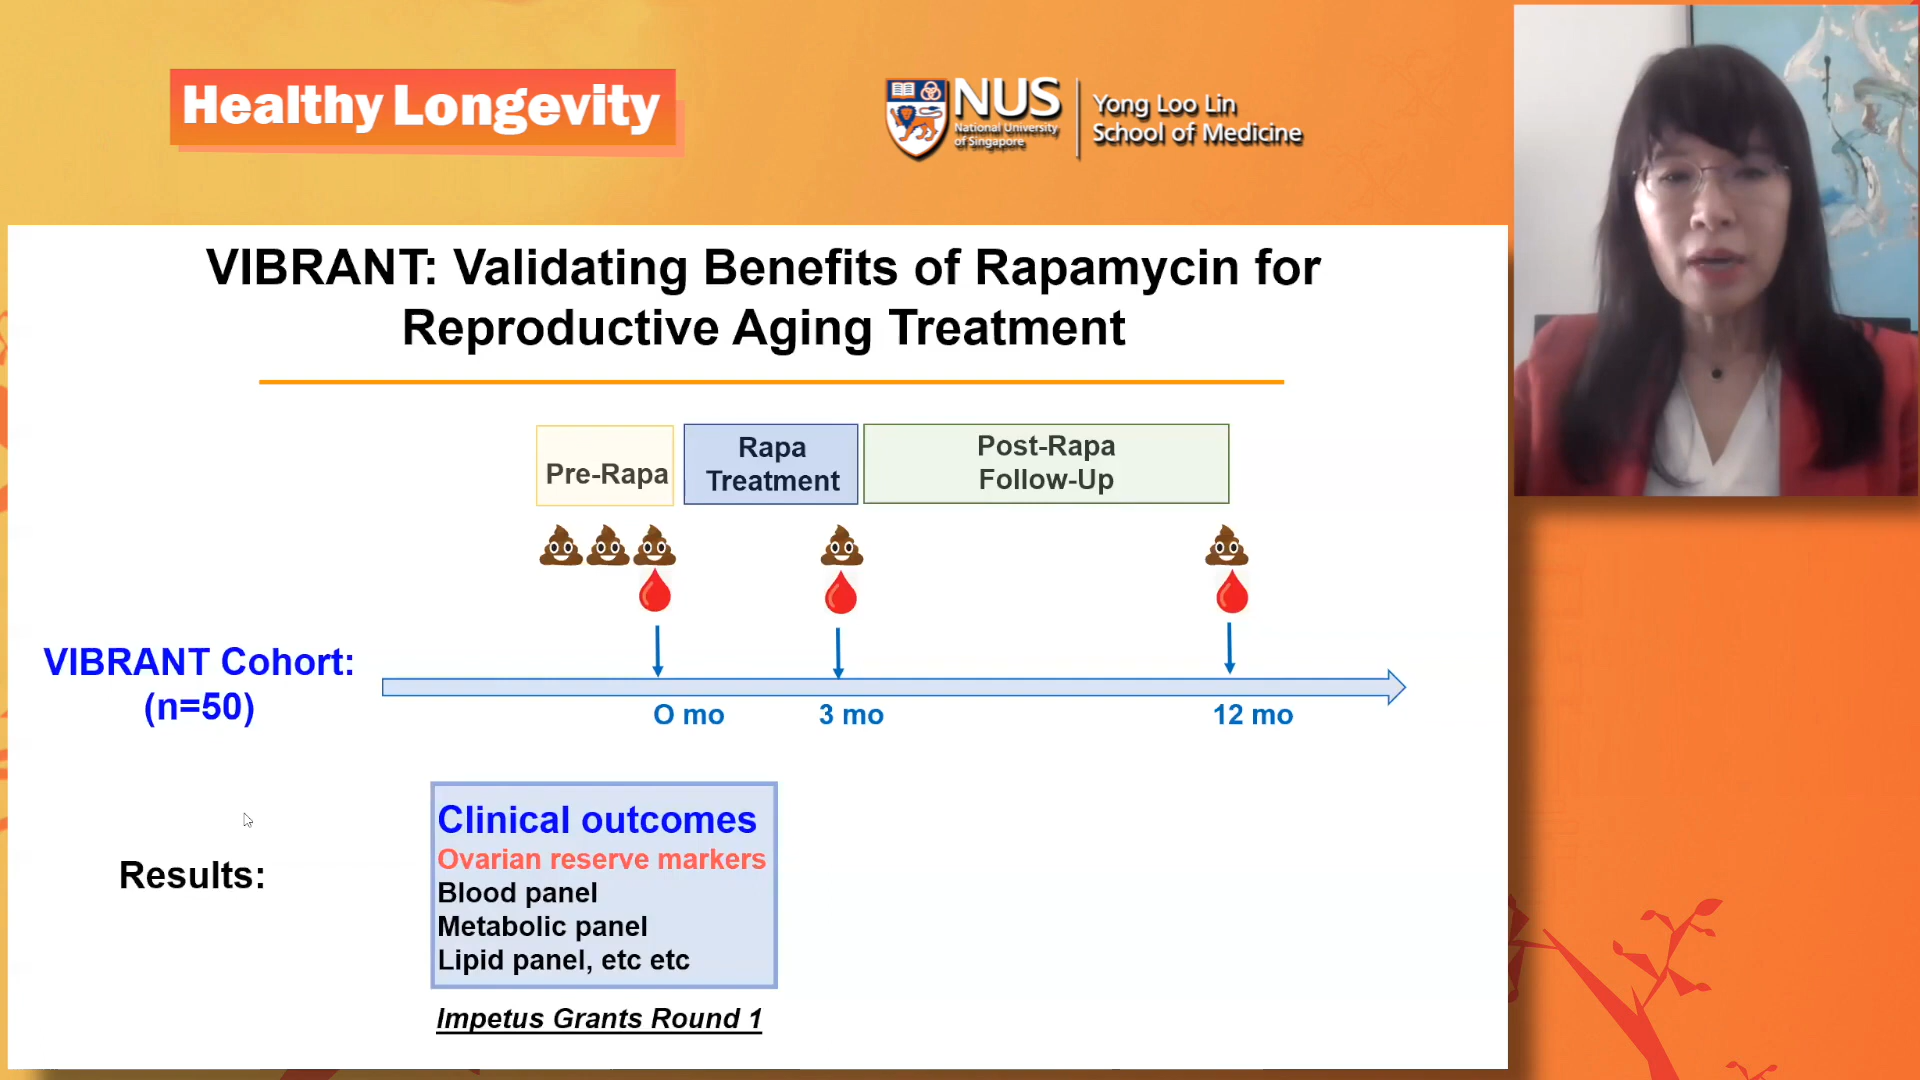 Healthy Longevity
NUS
National University
of Singapore
Yong Loo Lin
School of Medicine
VIBRANT: Validating Benefits of Rapamycin for
Reproductive Aging Treatment
Pre-Rapa
Rapa
Treatment
Post-Rapa
Follow-Up
VIBRANT Cohort:
(n=50)
O mo
3 mo
12 mo
Results:
Clinical outcomes
Ovarian reserve markers
Blood panel
Metabolic panel
Lipid panel, etc etc
Impetus Grants Round 1